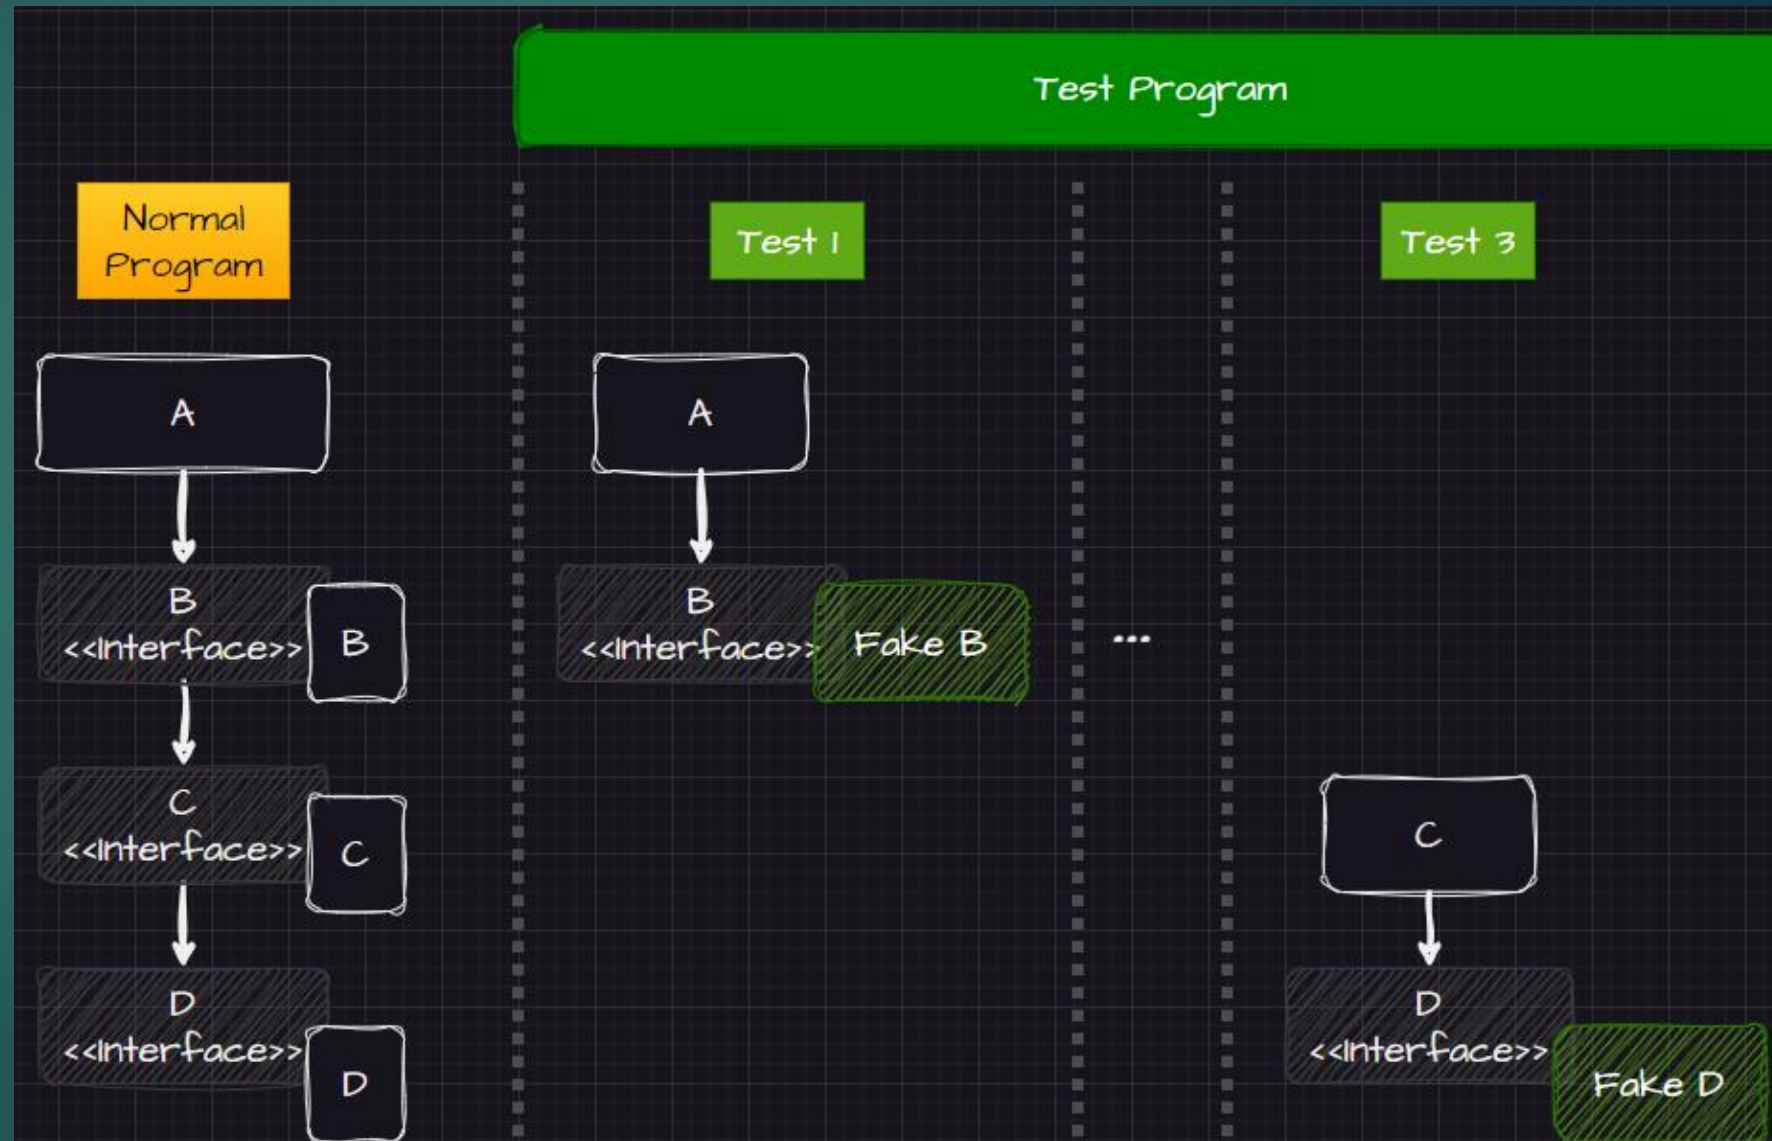 Test Program
Normal
Program
Test 1
Test 3
A
A
B
<<Interface>>
B
B
<<Interface>>
Fake B
...
C
<<Interface>>
C
C
D
<<Interface>>
D
D
<<Interface>>
Fake D